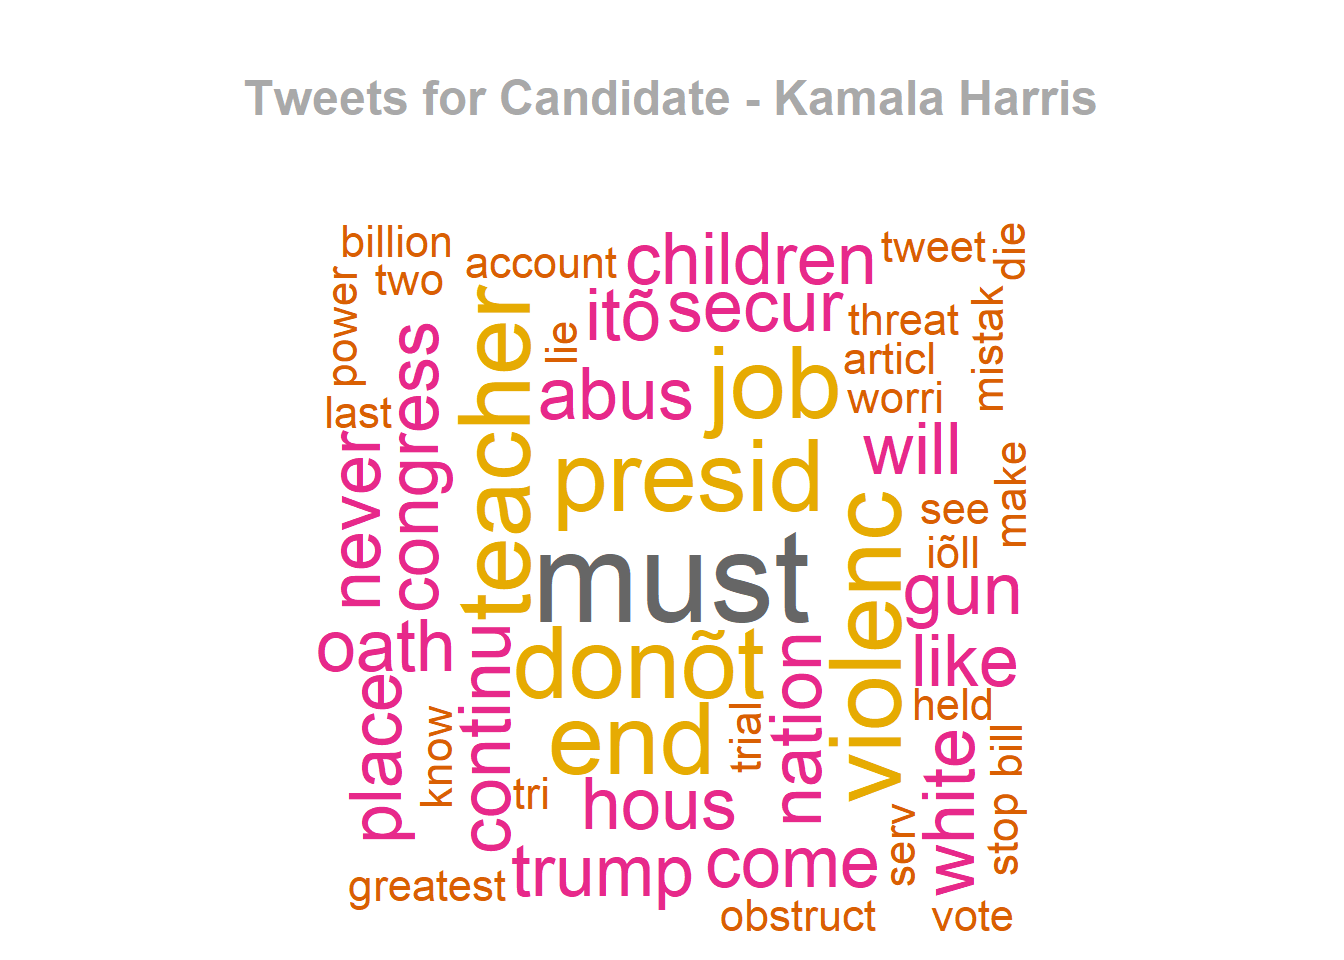 Tweets for Candidate - Kamala Harris
billion
account
children
tweet
die
power
two
itõ
secur
threat
mistak
congress
teacher
lie
abus
job
articl
worri
last
never
presid
will
make
see
must
violenc
iõll
gun
oath
continu
donõt
nation
like
place
know
end
trial
held
white
bill
tri
hous
stop
serv
greatest
trump
come
obstruct
vote